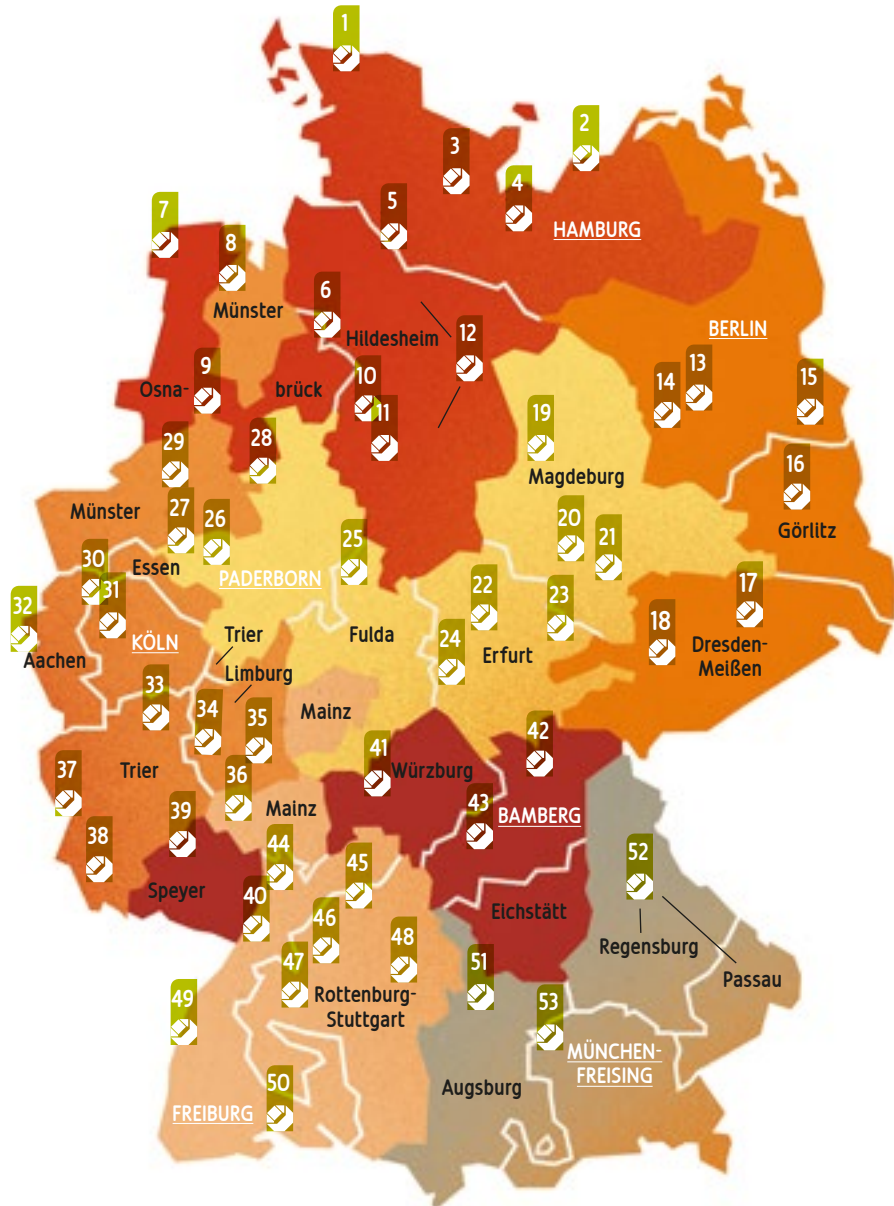 1
2
3
4
5
HAMBURG
7
8
Münster
6
Hildesheim
12
BERLIN
9
Osna-
brück
10
11
14
13
15
19
Magdeburg
16
Görlitz
29
28
Münster
27
26
25
20
21
Essen
PADERBORN
30
31
32
Aachen
KÖLN
Trier
Limburg
Fulda
22
23
24
Erfurt
17
18
Dresden-
Meißen
33
34
35
Mainz
37
Trier
36
Mainz
41
Würzburg
42
43
BAMBERG
38
39
Speyer
40
44
45
46
47
48
Rottenburg-
Stuttgart
Eichstätt
52
Regensburg
Passau
49
50
FREIBURG
51
53
MÜNCHEN-
FREISING
Augsburg